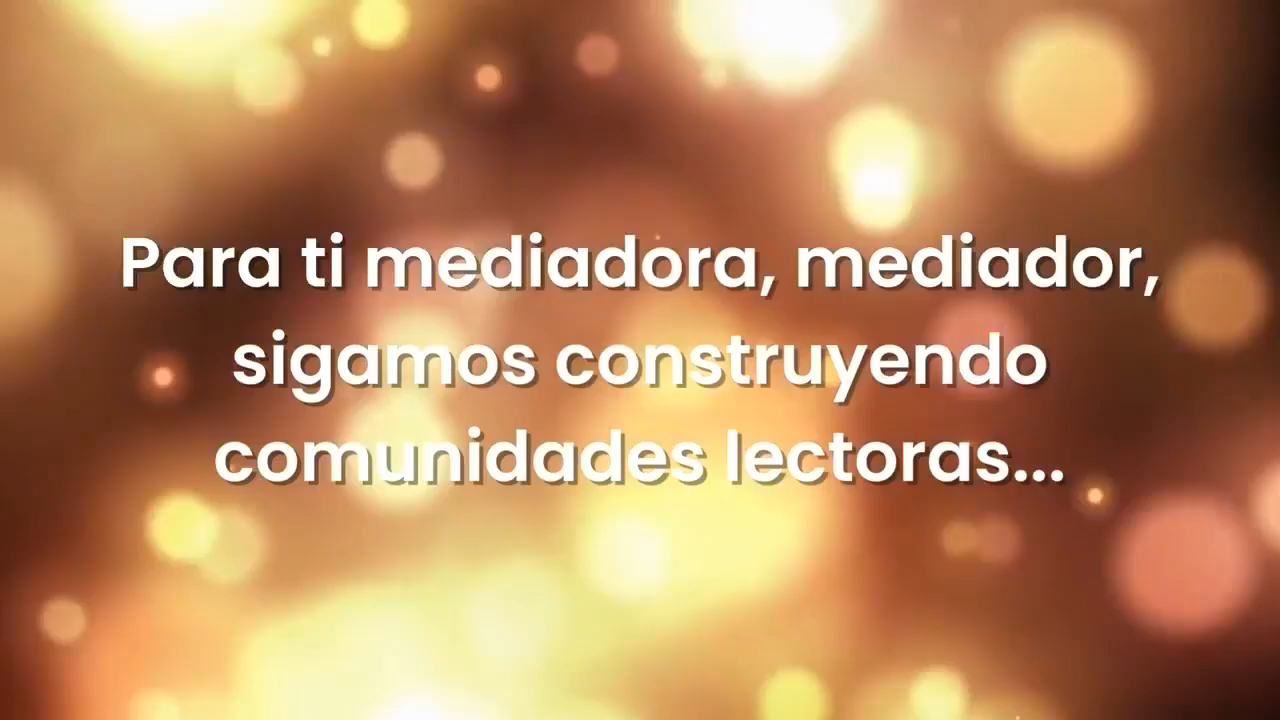 Para ti mediadora, mediador,
sigamos construyendo
comunidades lectoras...